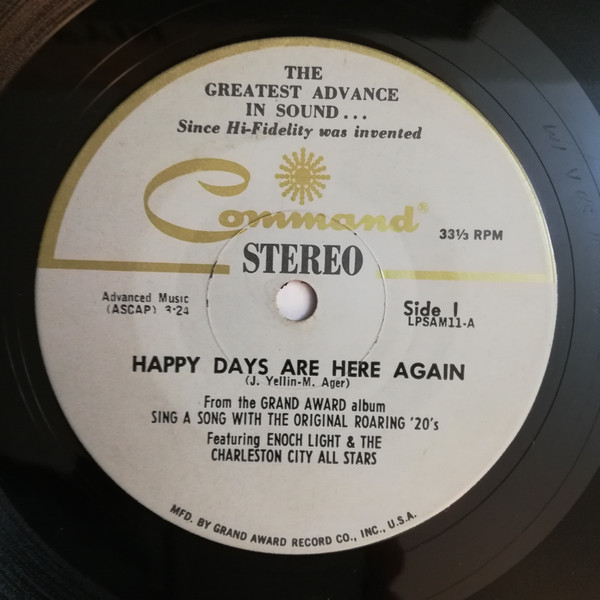 THE
GREATEST ADVANCE
IN SOUND...
Since Hi-Fidelity was invented
Command®
33⅓ RPM
STEREO
Advanced Music
(ASCAP) 3:24
Side 1
LPSAM11-A
HAPPY DAYS ARE HERE AGAIN
(J. Yellin-M. Ager)
From the GRAND AWARD album
SING A SONG WITH THE ORIGINAL ROARING '20's
Featuring ENOCH LIGHT & THE
CHARLESTON CITY ALL STARS
MFD. BY GRAND AWARD RECORD CO., INC., U.S.A.